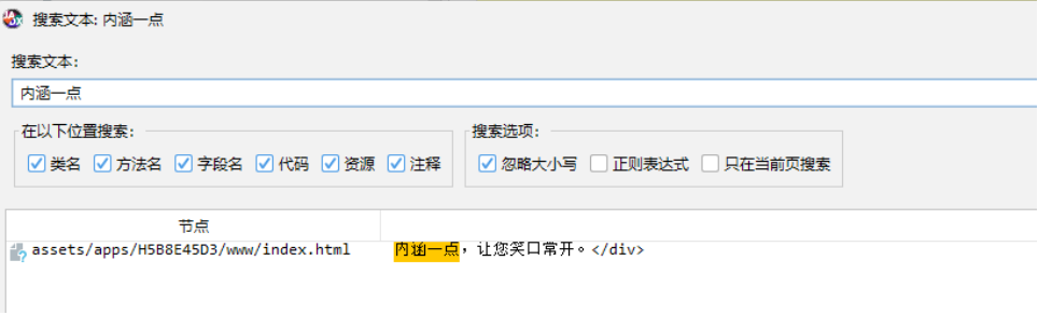 搜索文本: 内涵一点
搜索文本:
内涵一点
在以下位置搜索: 搜索选项:
类名 方法名 字段名 代码 资源 注释 忽略大小写 正则表达式 只在当前页搜索
节点
assets/apps/H5B8E45D3/www/index.html 内涵一点，让您笑口常开。</div>